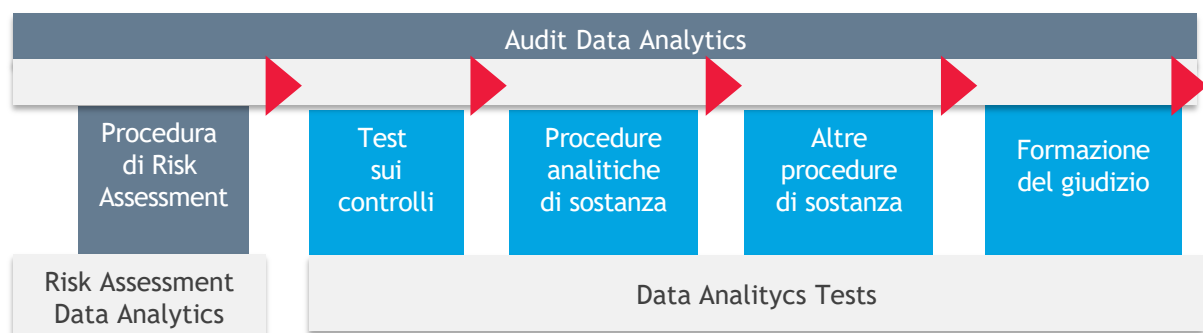 Audit Data Analytics
Procedura
di Risk
Assessment
Test
sui
controlli
Procedure
analitiche
di sostanza
Altre
procedure
di sostanza
Formazione
del giudizio
Risk Assessment
Data Analytics
Data Analitycs Tests